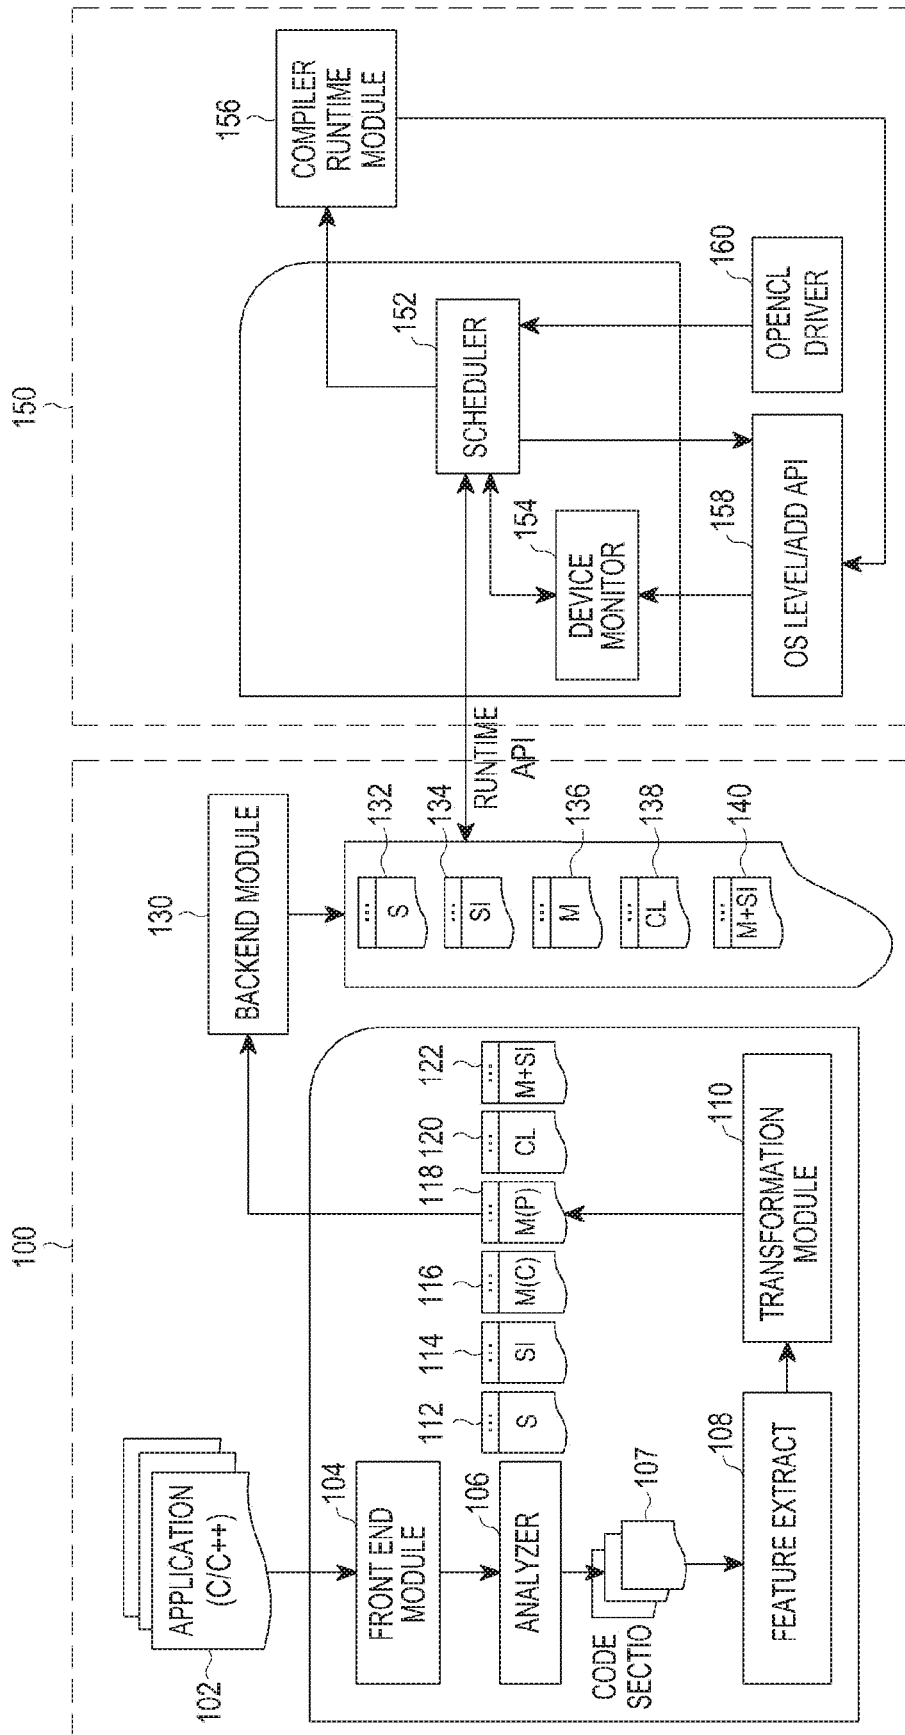 100
APPLICATION
(C/C++)
102
FRONT END
MODULE
104
ANALYZER
106
CODE
SECTIO
107
FEATURE EXTRACT
108
TRANSFORMATION
MODULE
110
...
S
112
...
SI
114
...
M(C)
116
...
M(P)
118
...
CL
120
...
M+SI
122
BACKEND MODULE
130
...
S
132
...
SI
134
...
M
136
...
CL
138
...
M+SI
140
RUNTIME
API
150
SCHEDULER
152
DEVICE
MONITOR
154
COMPILER
RUNTIME
MODULE
156
OS LEVEL/ADD API
158
OPENCL
DRIVER
160